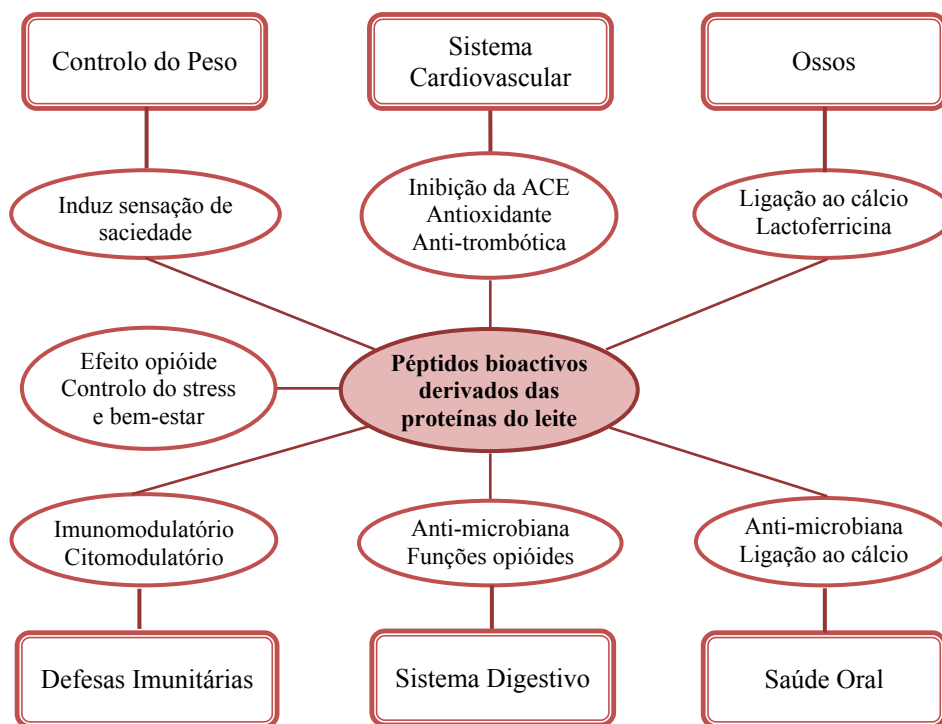 Controlo do Peso
Sistema
Cardiovascular
Ossos
Induz sensação de
saciedade
Inibição da ACE
Antioxidante
Anti-trombótica
Ligação ao cálcio
Lactoferricina
Efeito opióide
Controlo do stress
e bem-estar
Péptidos bioactivos
derivados das
proteínas do leite
Imunomodulatório
Citomodulatório
Anti-microbiana
Funções opióides
Anti-microbiana
Ligação ao cálcio
Defesas Imunitárias
Sistema Digestivo
Saúde Oral